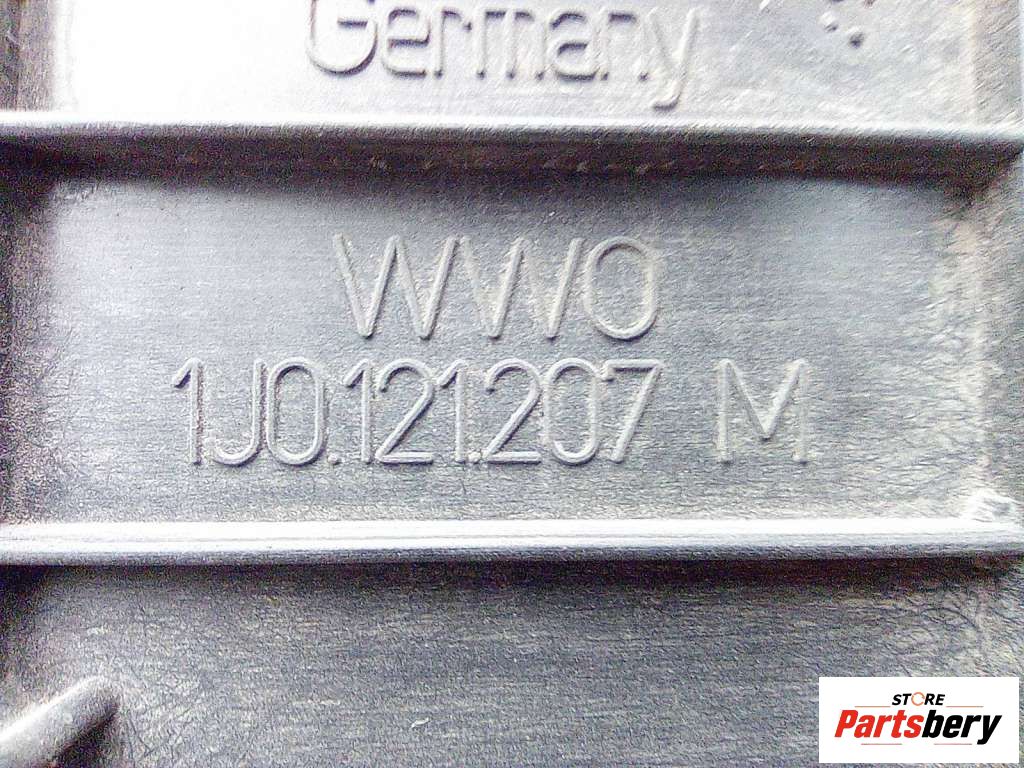 Germany
WWO
1J0.121.207 M
STORE
Partsbery